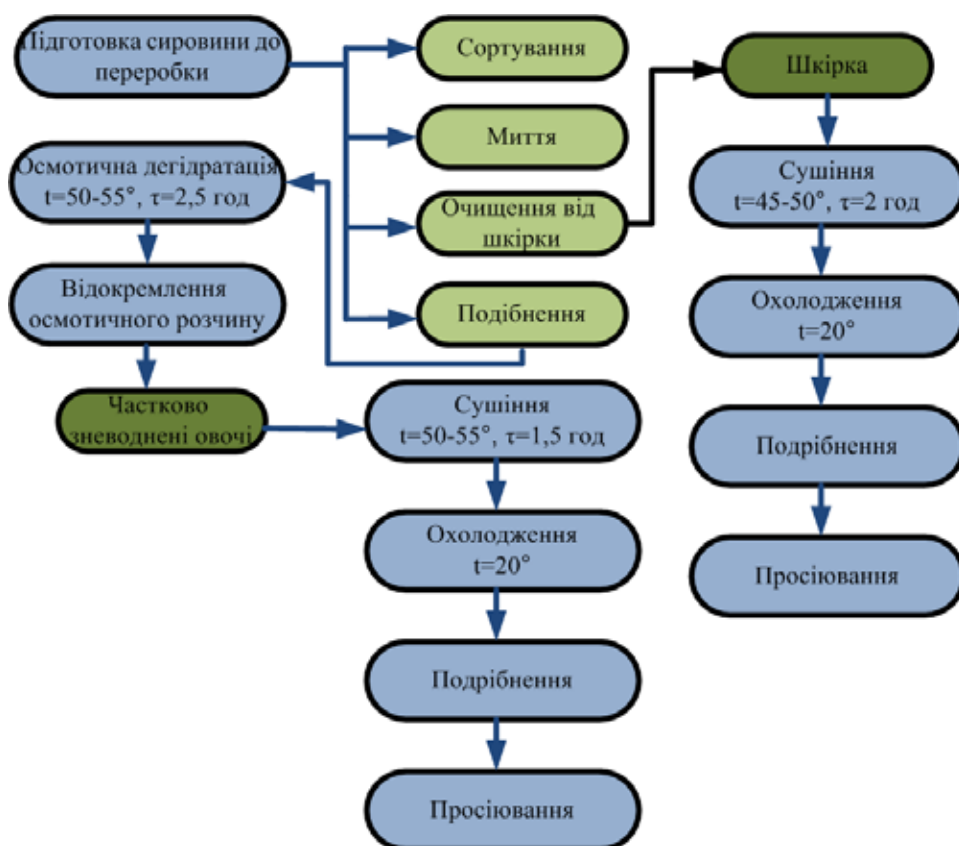 Підготовка сировини до
переробки
Сортування
Миття
Очищення від
шкірки
Подібнення
Осмотична дегідратація
t=50-55°, τ=2,5 год
Відокремлення
осмотичного розчину
Частково
зневоднені овочі
Сушіння
t=50-55°, τ=1,5 год
Охолодження
t=20°
Подрібнення
Просіювання
Шкірка
Сушіння
t=45-50°, τ=2 год
Охолодження
t=20°
Подрібнення
Просіювання